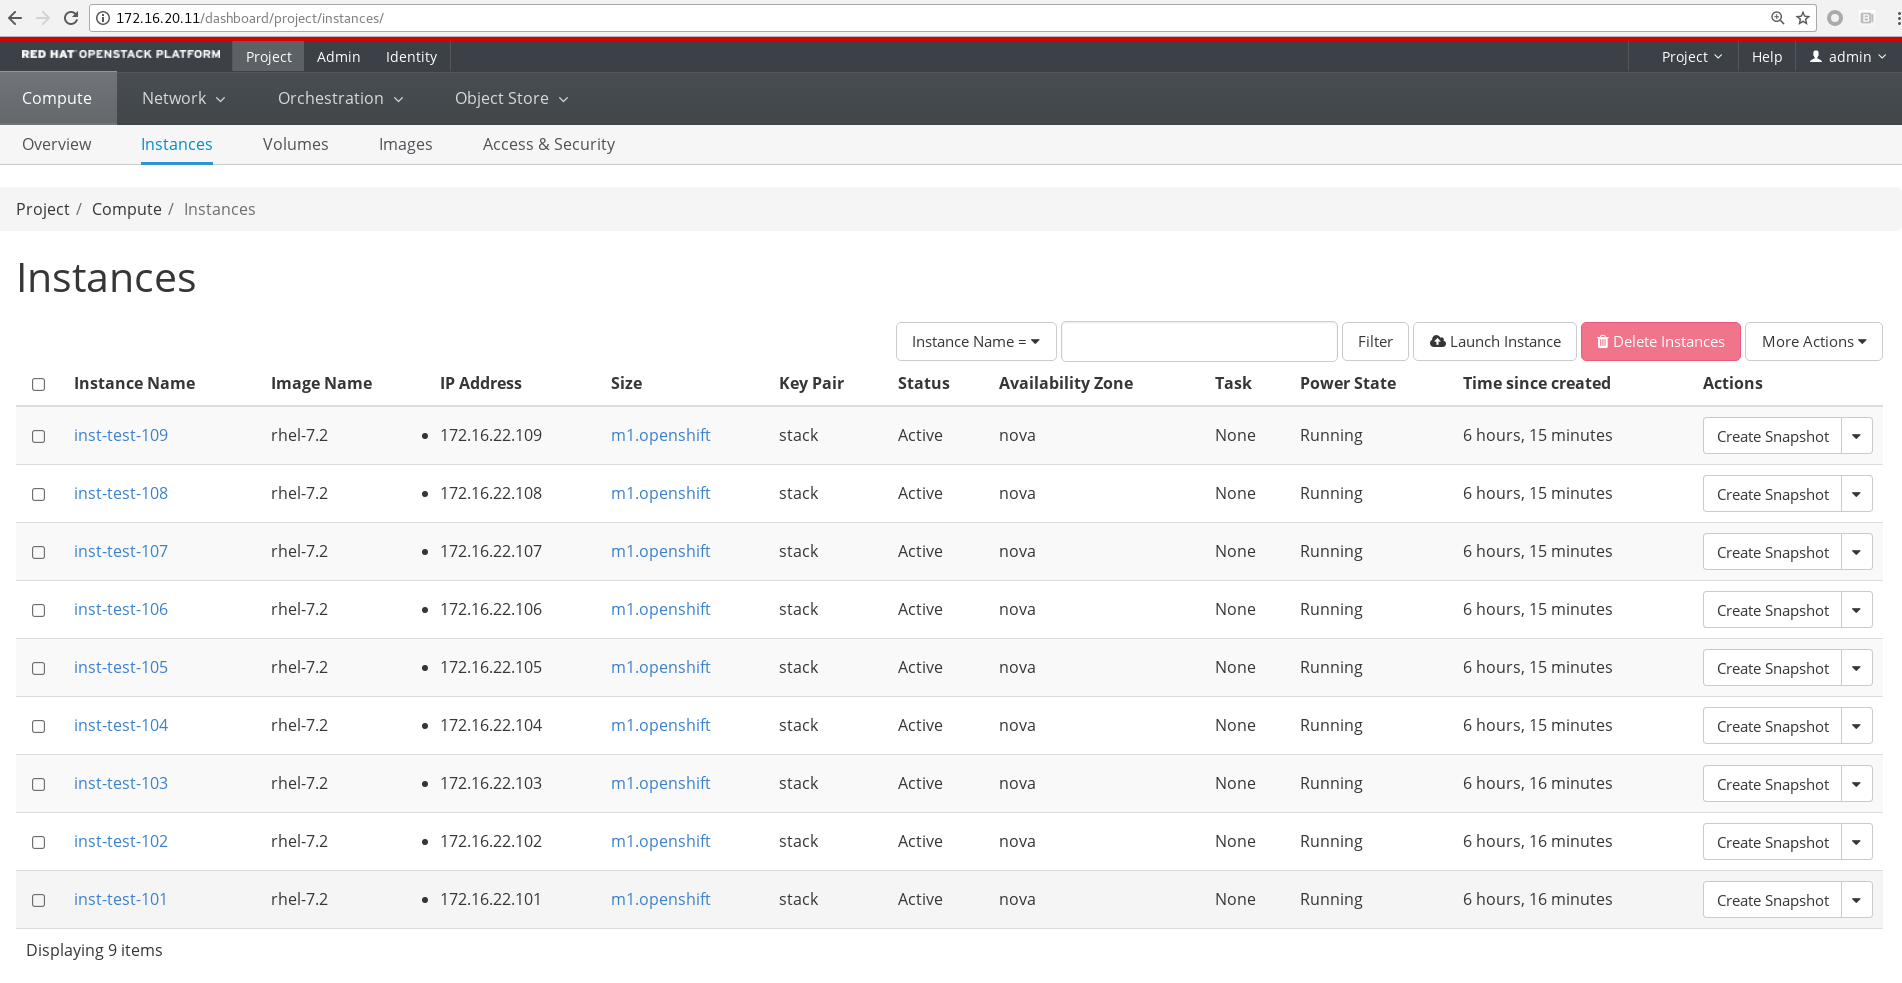 172.16.20.11/dashboard/project/instances/
RED HAT OPENSTACK PLATFORM Project Admin Identity Project Help admin
Compute Network Orchestration Object Store
Overview Instances Volumes Images Access & Security
Project / Compute / Instances
Instances
Instance Name = Filter Launch Instance Delete Instances More Actions
Instance Name Image Name IP Address Size Key Pair Status Availability Zone Task Power State Time since created Actions
inst-test-109 rhel-7.2 • 172.16.22.109 m1.openshift stack Active nova None Running 6 hours, 15 minutes Create Snapshot
inst-test-108 rhel-7.2 • 172.16.22.108 m1.openshift stack Active nova None Running 6 hours, 15 minutes Create Snapshot
inst-test-107 rhel-7.2 • 172.16.22.107 m1.openshift stack Active nova None Running 6 hours, 15 minutes Create Snapshot
inst-test-106 rhel-7.2 • 172.16.22.106 m1.openshift stack Active nova None Running 6 hours, 15 minutes Create Snapshot
inst-test-105 rhel-7.2 • 172.16.22.105 m1.openshift stack Active nova None Running 6 hours, 15 minutes Create Snapshot
inst-test-104 rhel-7.2 • 172.16.22.104 m1.openshift stack Active nova None Running 6 hours, 15 minutes Create Snapshot
inst-test-103 rhel-7.2 • 172.16.22.103 m1.openshift stack Active nova None Running 6 hours, 16 minutes Create Snapshot
inst-test-102 rhel-7.2 • 172.16.22.102 m1.openshift stack Active nova None Running 6 hours, 16 minutes Create Snapshot
inst-test-101 rhel-7.2 • 172.16.22.101 m1.openshift stack Active nova None Running 6 hours, 16 minutes Create Snapshot
Displaying 9 items